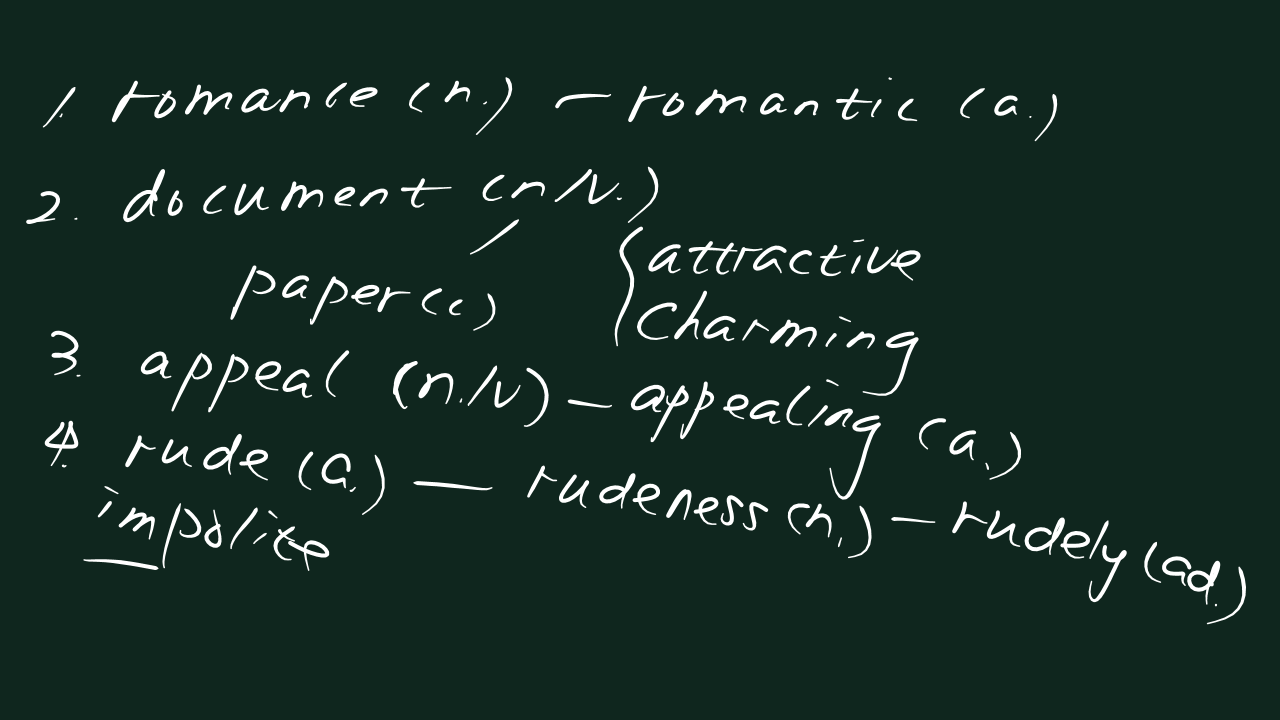 1. romance (n.) - romantic (a.)
2. document (n/v.)
paper (c)
{ attractive
charming
3. appeal (n./v) - appealing (a.)
4. rude (a.) - rudeness (n.) - rudely (ad.)
impolite